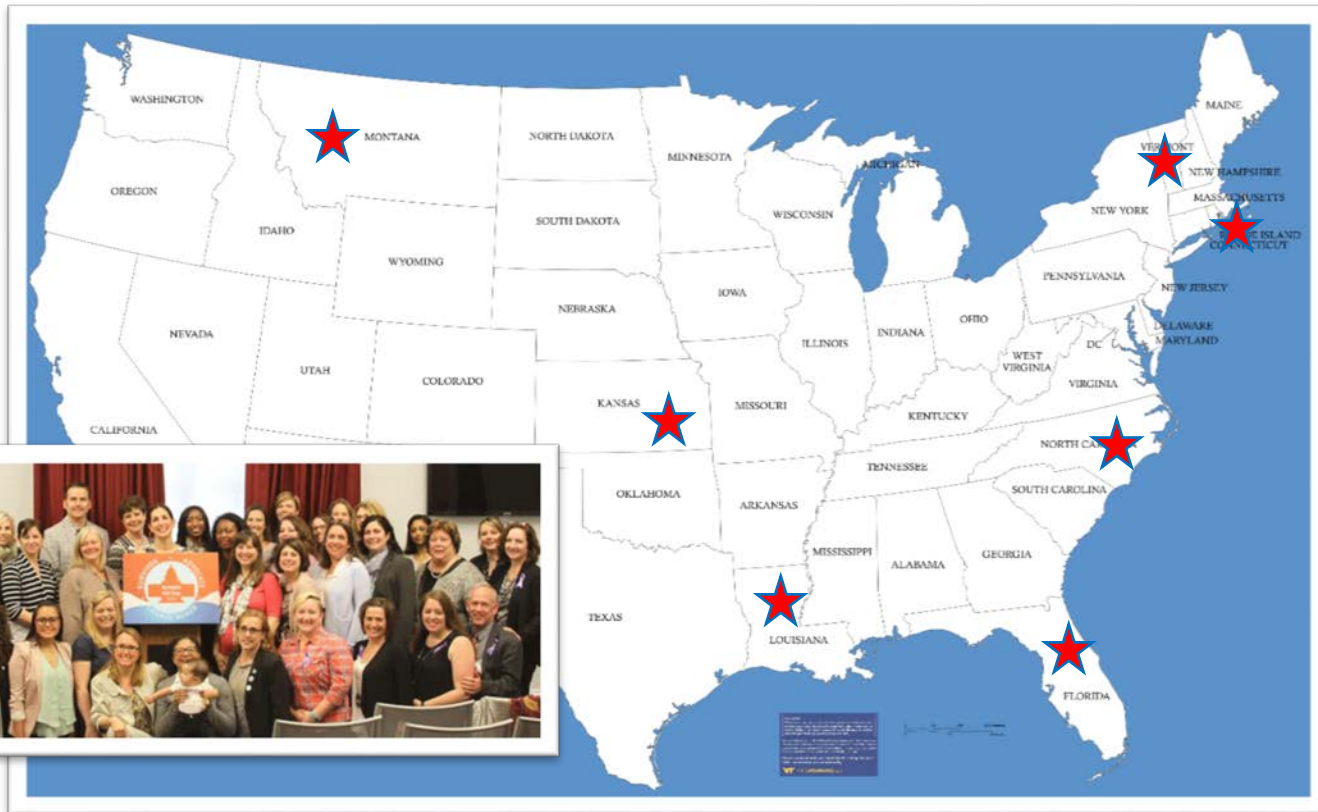 WASHINGTON
MONTANA
NORTH DAKOTA
MINNESOTA
MICHIGAN
MAINE
VERMONT
NEW HAMPSHIRE
MASSACHUSETTS
NEW YORK
ISLAND
CONNECTICUT
OREGON
IDAHO
SOUTH DAKOTA
WISCONSIN
WYOMING
IOWA
PENNSYLVANIA
NEW JERSEY
NEBRASKA
NEVADA
UTAH
COLORADO
ILLINOIS
INDIANA
OHIO
DELAWARE
MARYLAND
DC
WEST
VIRGINIA
VIRGINIA
KANSAS
MISSOURI
KENTUCKY
CALIFORNIA
NORTH
TENNESSEE
SOUTH CAROLINA
OKLAHOMA
ARKANSAS
MISSISSIPPI
ALABAMA
GEORGIA
TEXAS
LOUISIANA
FLORIDA